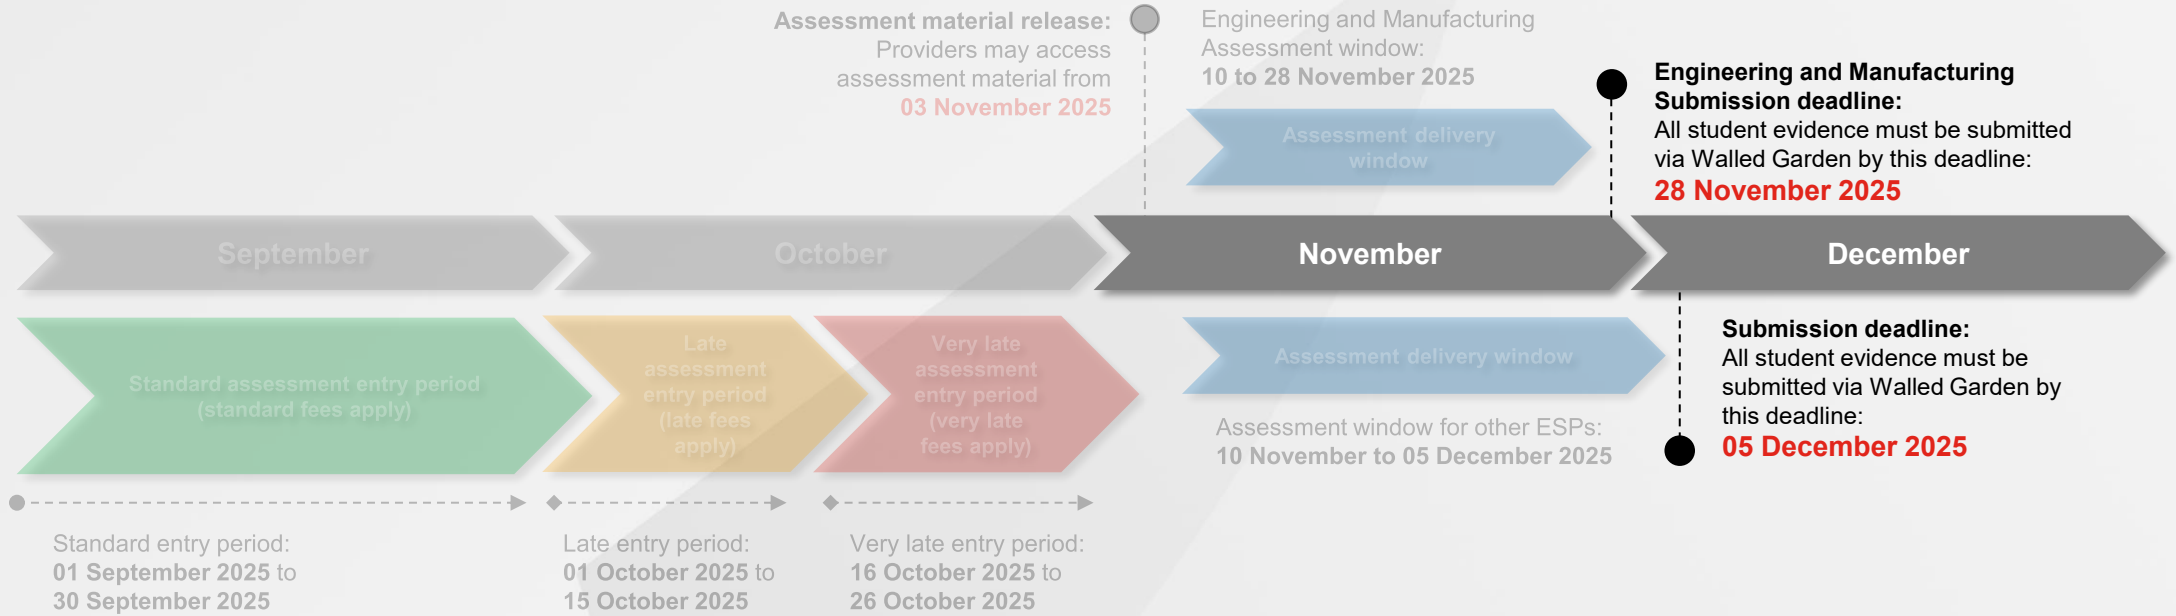 Assessment material release:
Providers may access
assessment material from
03 November 2025
Engineering and Manufacturing
Assessment window:
10 to 28 November 2025
Engineering and Manufacturing
Submission deadline:
All student evidence must be submitted
via Walled Garden by this deadline:
28 November 2025
Assessment delivery
window
September
October
November
December
Standard assessment entry period
(standard fees apply)
Late
assessment
entry period
(late fees
apply)
Very late
assessment
entry period
(very late
fees apply)
Assessment delivery window
Assessment window for other ESPs:
10 November to 05 December 2025
Submission deadline:
All student evidence must be
submitted via Walled Garden by
this deadline:
05 December 2025
Standard entry period:
01 September 2025 to
30 September 2025
Late entry period:
01 October 2025 to
15 October 2025
Very late entry period:
16 October 2025 to
26 October 2025